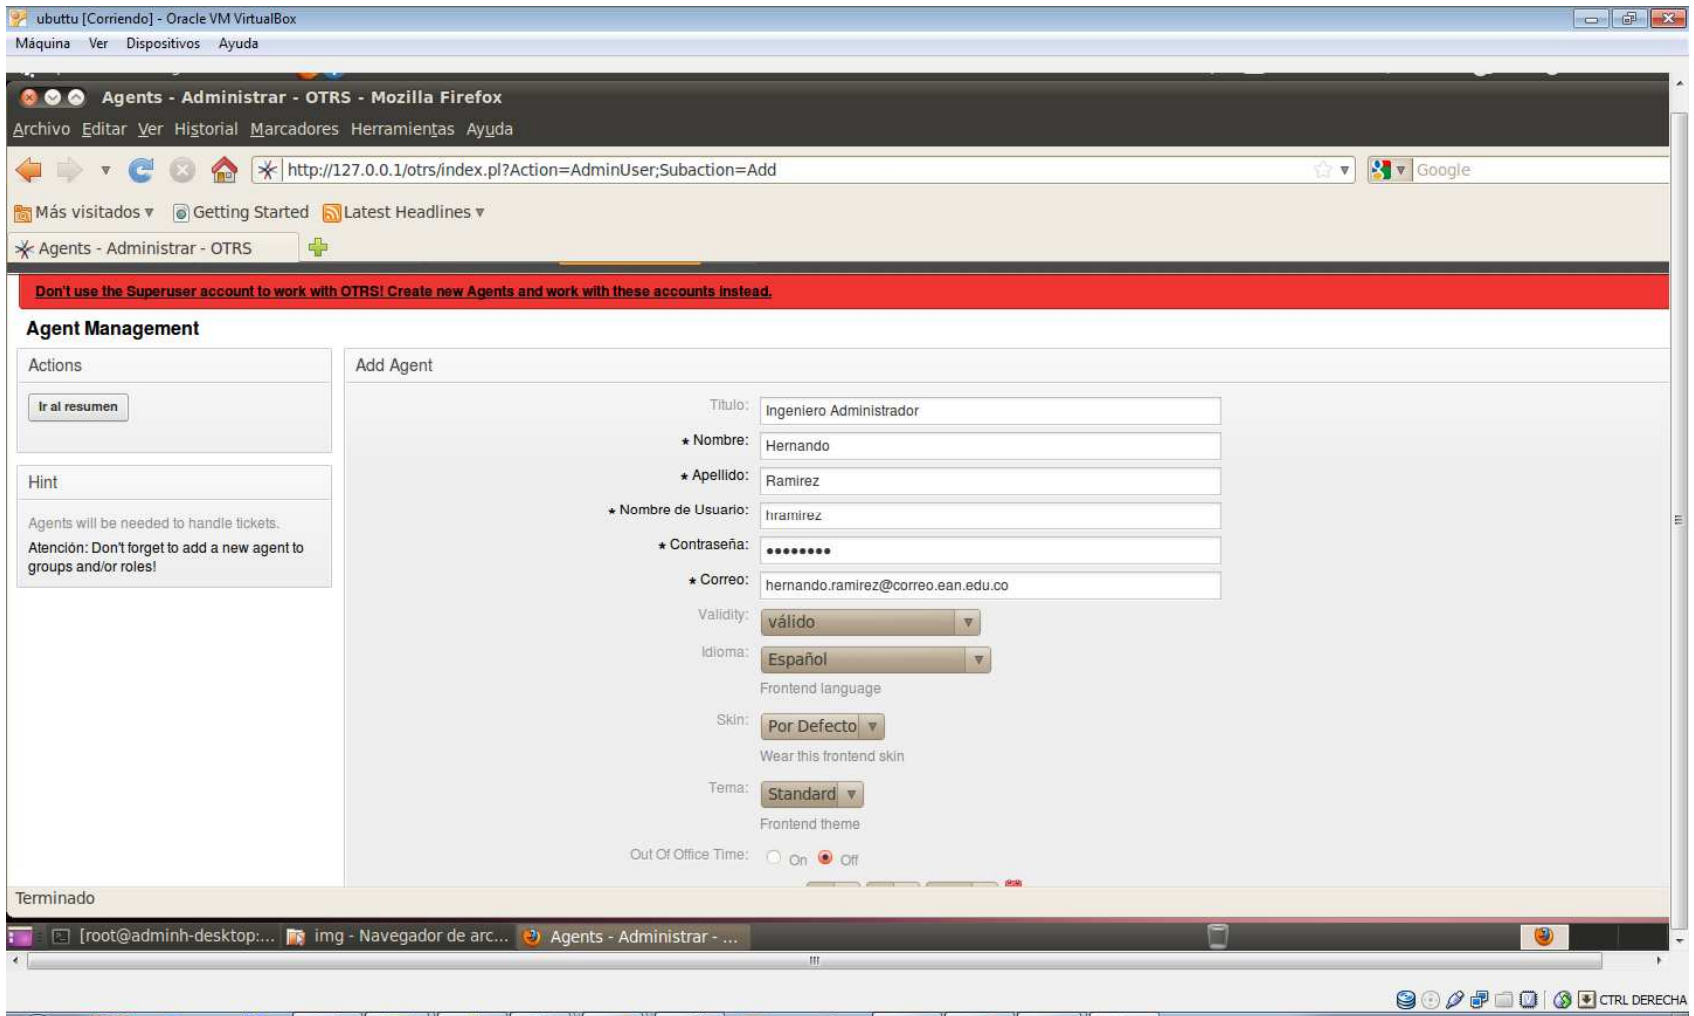 ubuttu [Corriendo] - Oracle VM VirtualBox
Máquina Ver Dispositivos Ayuda
Agents - Administrar - OTRS - Mozilla Firefox
Archivo Editar Ver Historial Marcadores Herramientas Ayuda
http://127.0.0.1/otrs/index.pl?Action=AdminUser;Subaction=Add
Google
Más visitados Getting Started Latest Headlines
Agents - Administrar - OTRS
Don't use the Superuser account to work with OTRS! Create new Agents and work with these accounts instead.
Agent Management
Actions
Ir al resumen
Hint
Agents will be needed to handle tickets.
Atención: Don't forget to add a new agent to
groups and/or roles!
Add Agent
Título: Ingeniero Administrador
* Nombre: Hernando
* Apellido: Ramirez
* Nombre de Usuario: hramirez
* Contraseña: ●●●●●●●●
* Correo: hernando.ramirez@correo.ean.edu.co
Validity: válido
Idioma: Español
Frontend language
Skin: Por Defecto
Wear this frontend skin
Tema: Standard
Frontend theme
Out Of Office Time: On Off
Terminado
[root@adminh-desktop:... img - Navegador de arc... Agents - Administrar - ...
CTRL DERECHA